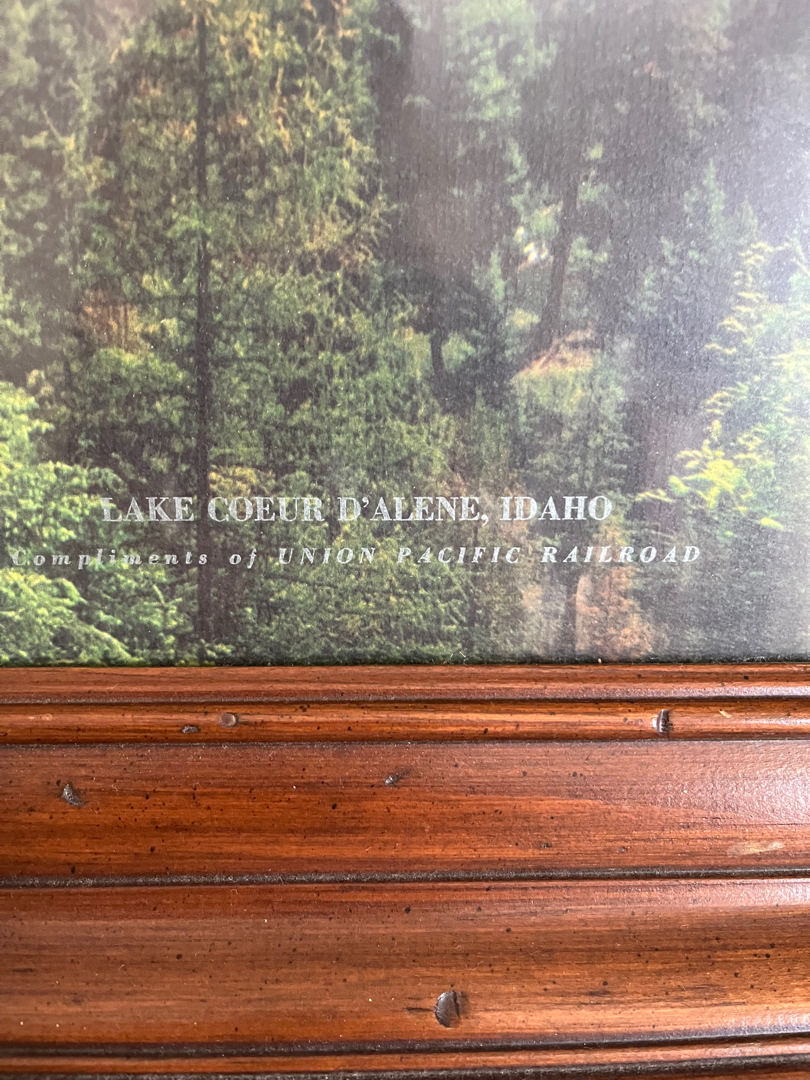 LAKE COEUR D'ALENE, IDAHO
Compliments of UNION PACIFIC RAILROAD